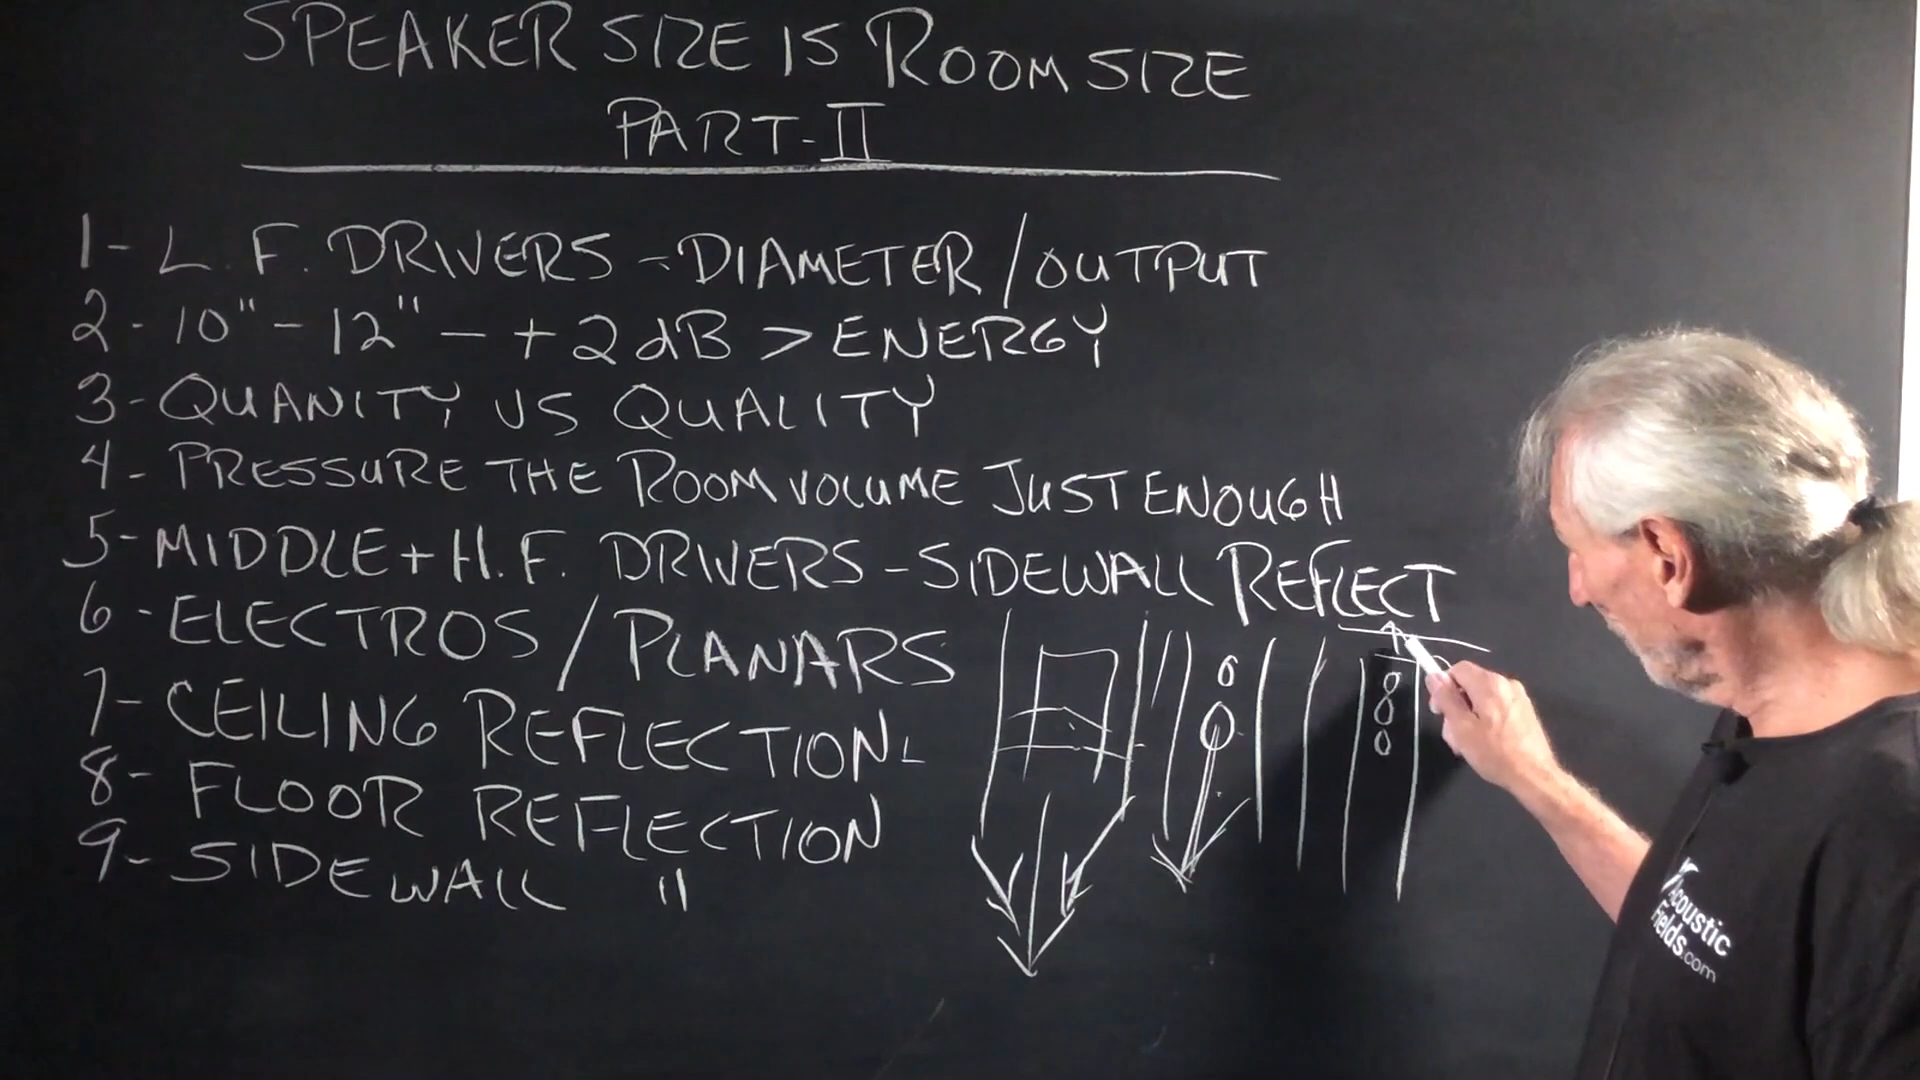 SPEAKER SIZE IS ROOM SIZE
PART-II
1- L.F. DRIVERS - DIAMETER/OUTPUT
2- 10" - 12" - +2dB > ENERGY
3- QUANITY VS QUALITY
4- PRESSURE THE ROOM VOLUME JUST ENOUGH
5- MIDDLE + H.F. DRIVERS - SIDEWALL REFLECT
6- ELECTROS/PLANARS
7- CEILING REFLECTION
8- FLOOR REFLECTION
9- SIDEWALL "
Acoustic
Fields.com